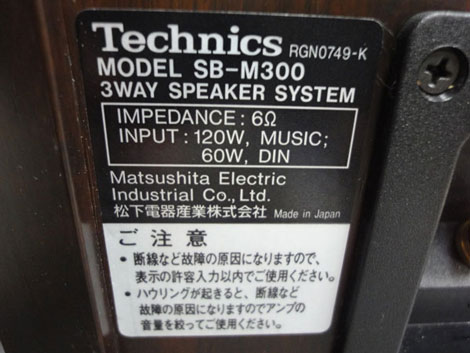 Technics RGN0749-K
MODEL SB-M300
3WAY SPEAKER SYSTEM
IMPEDANCE: 6Ω
INPUT: 120W, MUSIC;
60W, DIN
Matsushita Electric
Industrial Co., Ltd.
松下電器産業株式会社 Made in Japan
ご注意
● 断線など故障の原因になりますので、
表示の許容入力以内でご使用ください。
● ハウリングが起きると、断線など
故障の原因になりますのでアンプの
音量を絞ってご使用ください。